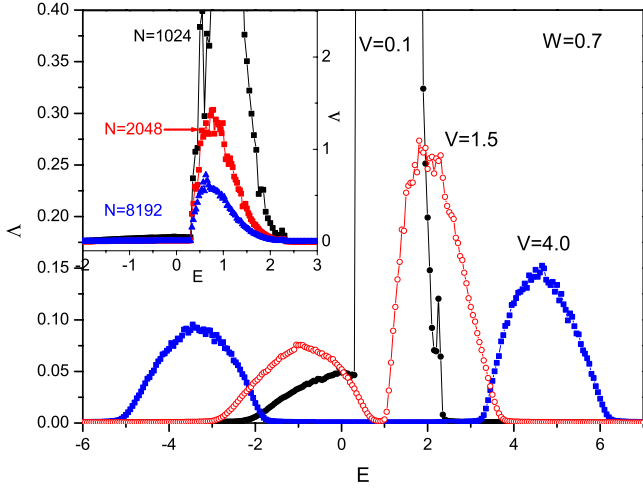 0.40
0.35
0.30
0.25
0.20
0.15
0.10
0.05
0.00
Λ
-6 -4 -2 0 2 4 6
E
N=1024
N=2048
N=8192
2
1
0
Λ
-2 -1 0 1 2 3
E
V=0.1
W=0.7
V=1.5
V=4.0